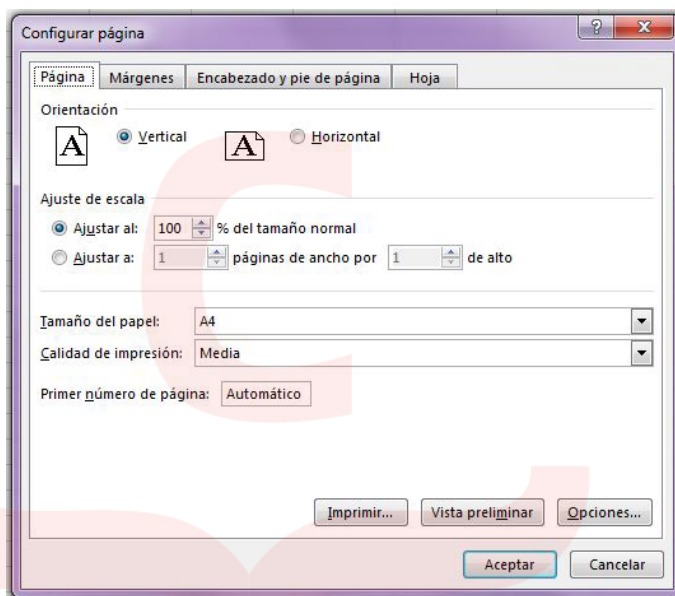 Configurar página
Página Márgenes Encabezado y pie de página Hoja
Orientación
A Vertical A Horizontal
Ajuste de escala
Ajustar al: 100 % del tamaño normal
Ajustar a: 1 páginas de ancho por 1 de alto
Tamaño del papel: A4
Calidad de impresión: Media
Primer número de página: Automático
Imprimir... Vista preliminar Opciones...
Aceptar Cancelar